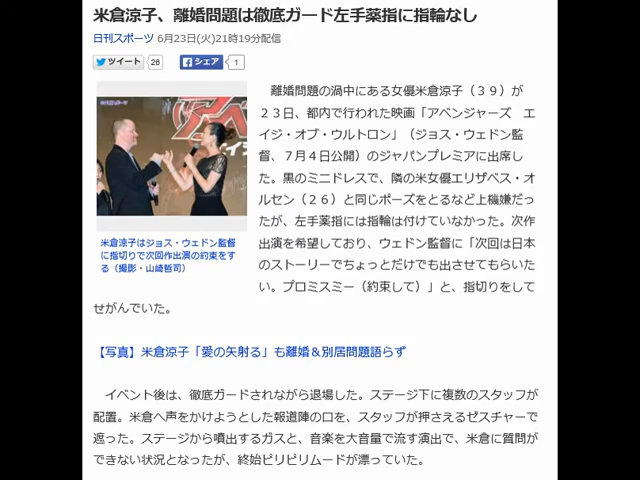 米倉涼子、離婚問題は徹底ガード左手薬指に指輪なし
日刊スポーツ 6月23日(火)21時19分配信
ツイート 26 シェア 1
離婚問題の渦中にある女優米倉涼子（３９）が
２３日、都内で行われた映画「アベンジャーズ　エ
イジ・オブ・ウルトロン」（ジョス・ウェドン監
督、７月４日公開）のジャパンプレミアに出席し
た。黒のミニドレスで、隣の米女優エリザベス・オ
ルセン（２６）と同じポーズをとるなど上機嫌だっ
たが、左手薬指には指輪は付けていなかった。次作
出演を希望しており、ウェドン監督に「次回は日本
のストーリーでちょっとだけでも出させてもらいた
い。プロミスミー（約束して）」と、指切りをして
せがんでいた。
米倉涼子はジョス・ウェドン監督
に指切りで次回作出演の約束をす
る（撮影・山崎哲司）
【写真】米倉涼子「愛の矢射る」も離婚＆別居問題語らず
イベント後は、徹底ガードされながら退場した。ステージ下に複数のスタッフが
配置。米倉へ声をかけようとした報道陣の口を、スタッフが押さえるゼスチャーで
遮った。ステージから噴出するガスと、音楽を大音量で流す演出で、米倉に質問が
できない状況となったが、終始ピリピリムードが漂っていた。